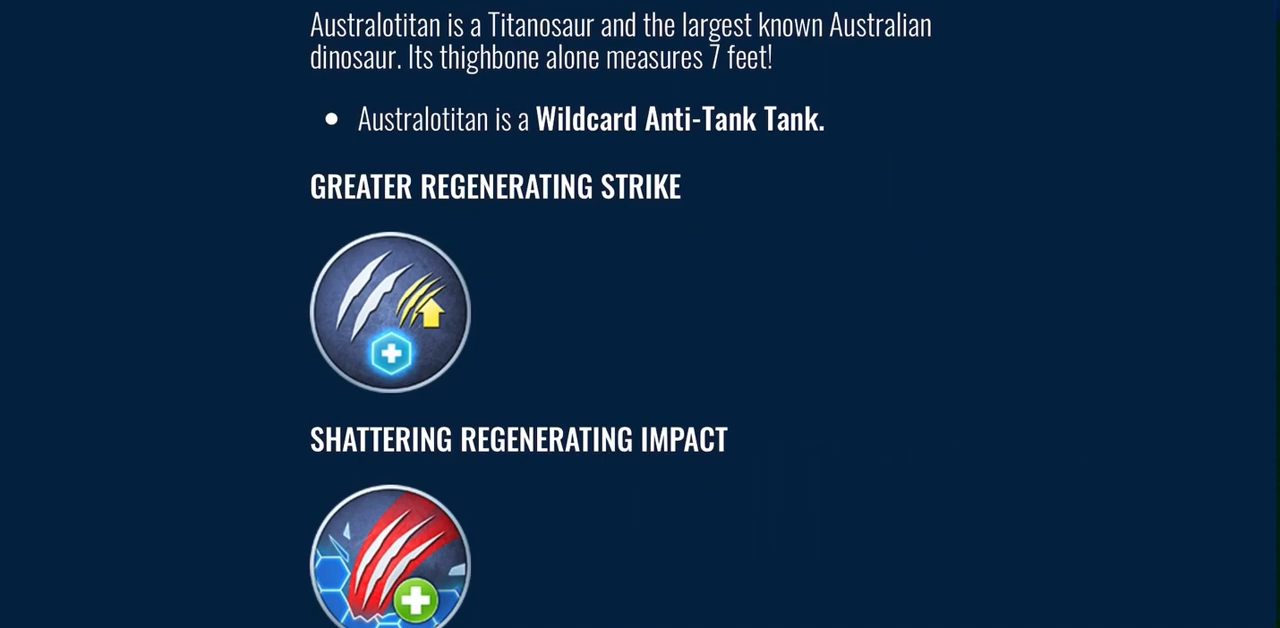 Australotitan is a Titanosaur and the largest known Australian
dinosaur. Its thighbone alone measures 7 feet!
• Australotitan is a Wildcard Anti-Tank Tank.
GREATER REGENERATING STRIKE
SHATTERING REGENERATING IMPACT